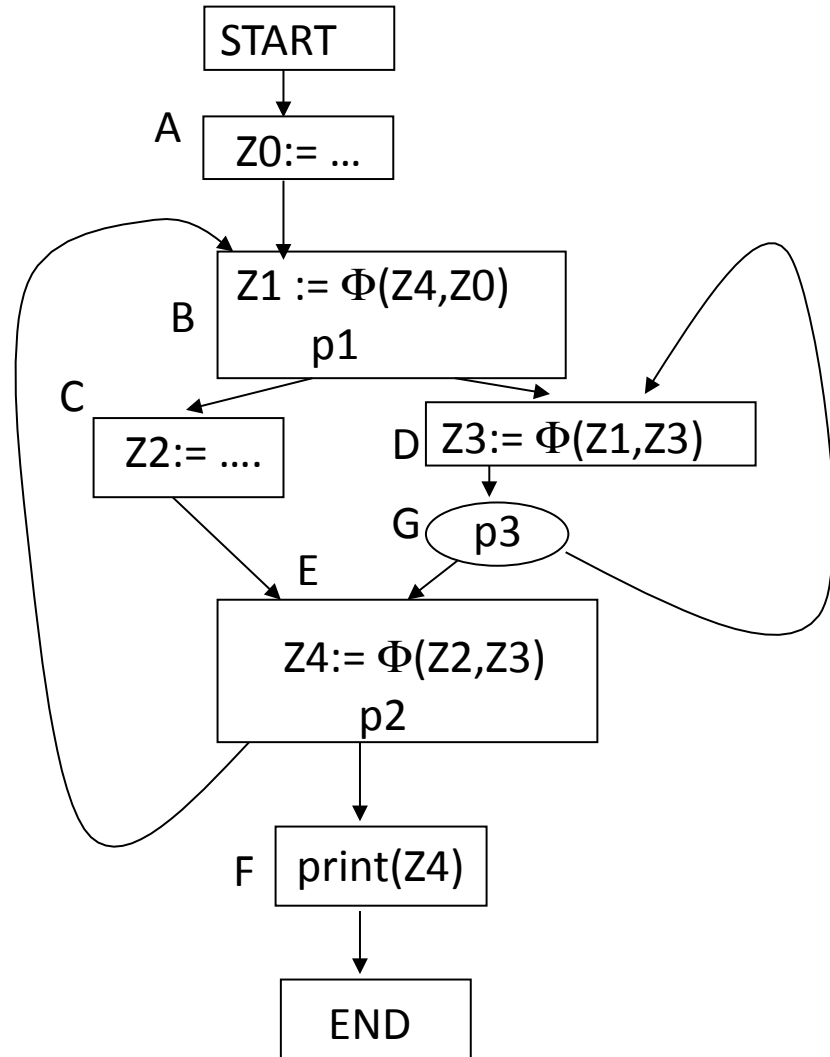 START
A
Z0:= ...
B
Z1 := Φ(Z4,Z0)
p1
C
Z2:= ....
D
Z3:= Φ(Z1,Z3)
G
p3
E
Z4:= Φ(Z2,Z3)
p2
F
print(Z4)
END